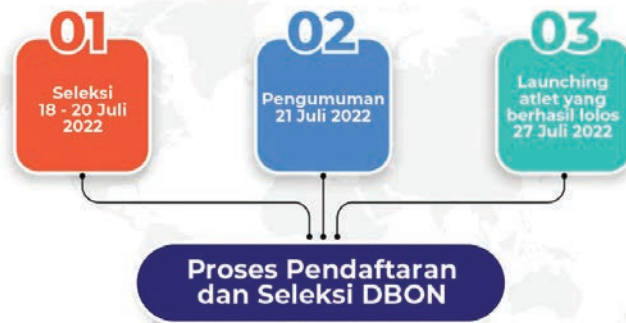 01
Seleksi
18 - 20 Juli
2022
02
Pengumuman
21 Juli 2022
03
Launching
atlet yang
berhasil lolos
27 Juli 2022
Proses Pendaftaran
dan Seleksi DBON